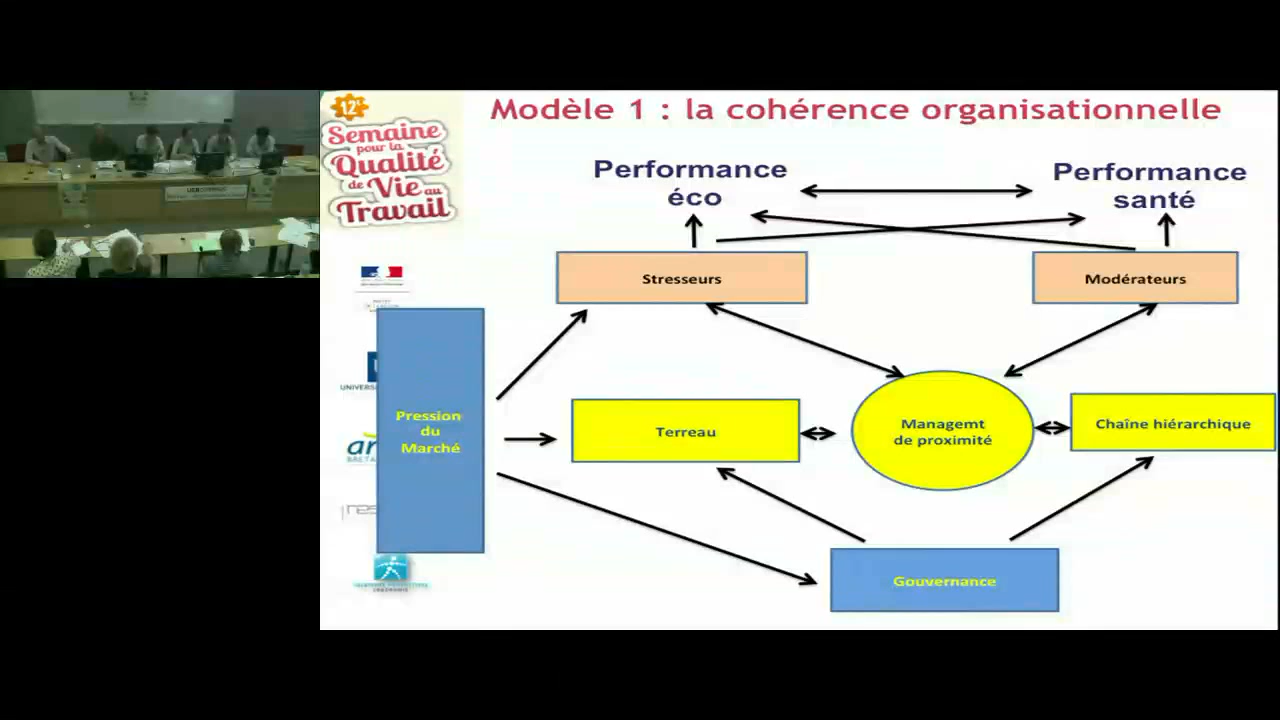 12e
Semaine
pour la
Qualité
de Vie au
Travail
Modèle 1 : la cohérence organisationnelle
Performance
éco
Performance
santé
Stresseurs
Modérateurs
Pression
du
Marché
Terreau
Managemt
de proximité
Chaîne hiérarchique
Gouvernance